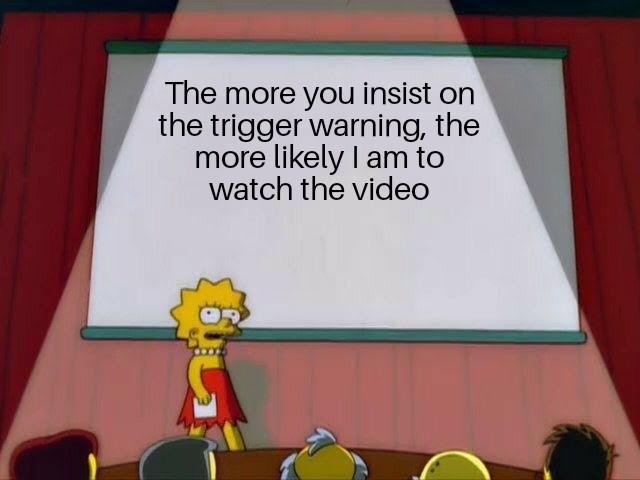 The more you insist on
the trigger warning, the
more likely I am to
watch the video